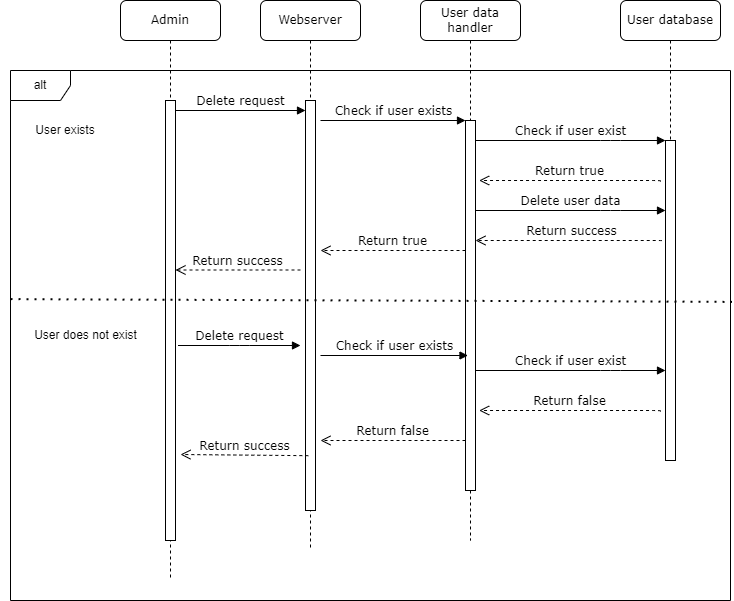 Admin
Webserver
User data
handler
User database
alt
Delete request
Check if user exists
User exists
Check if user exist
Return true
Delete user data
Return success
Return true
Return success
User does not exist
Delete request
Check if user exists
Check if user exist
Return false
Return false
Return success